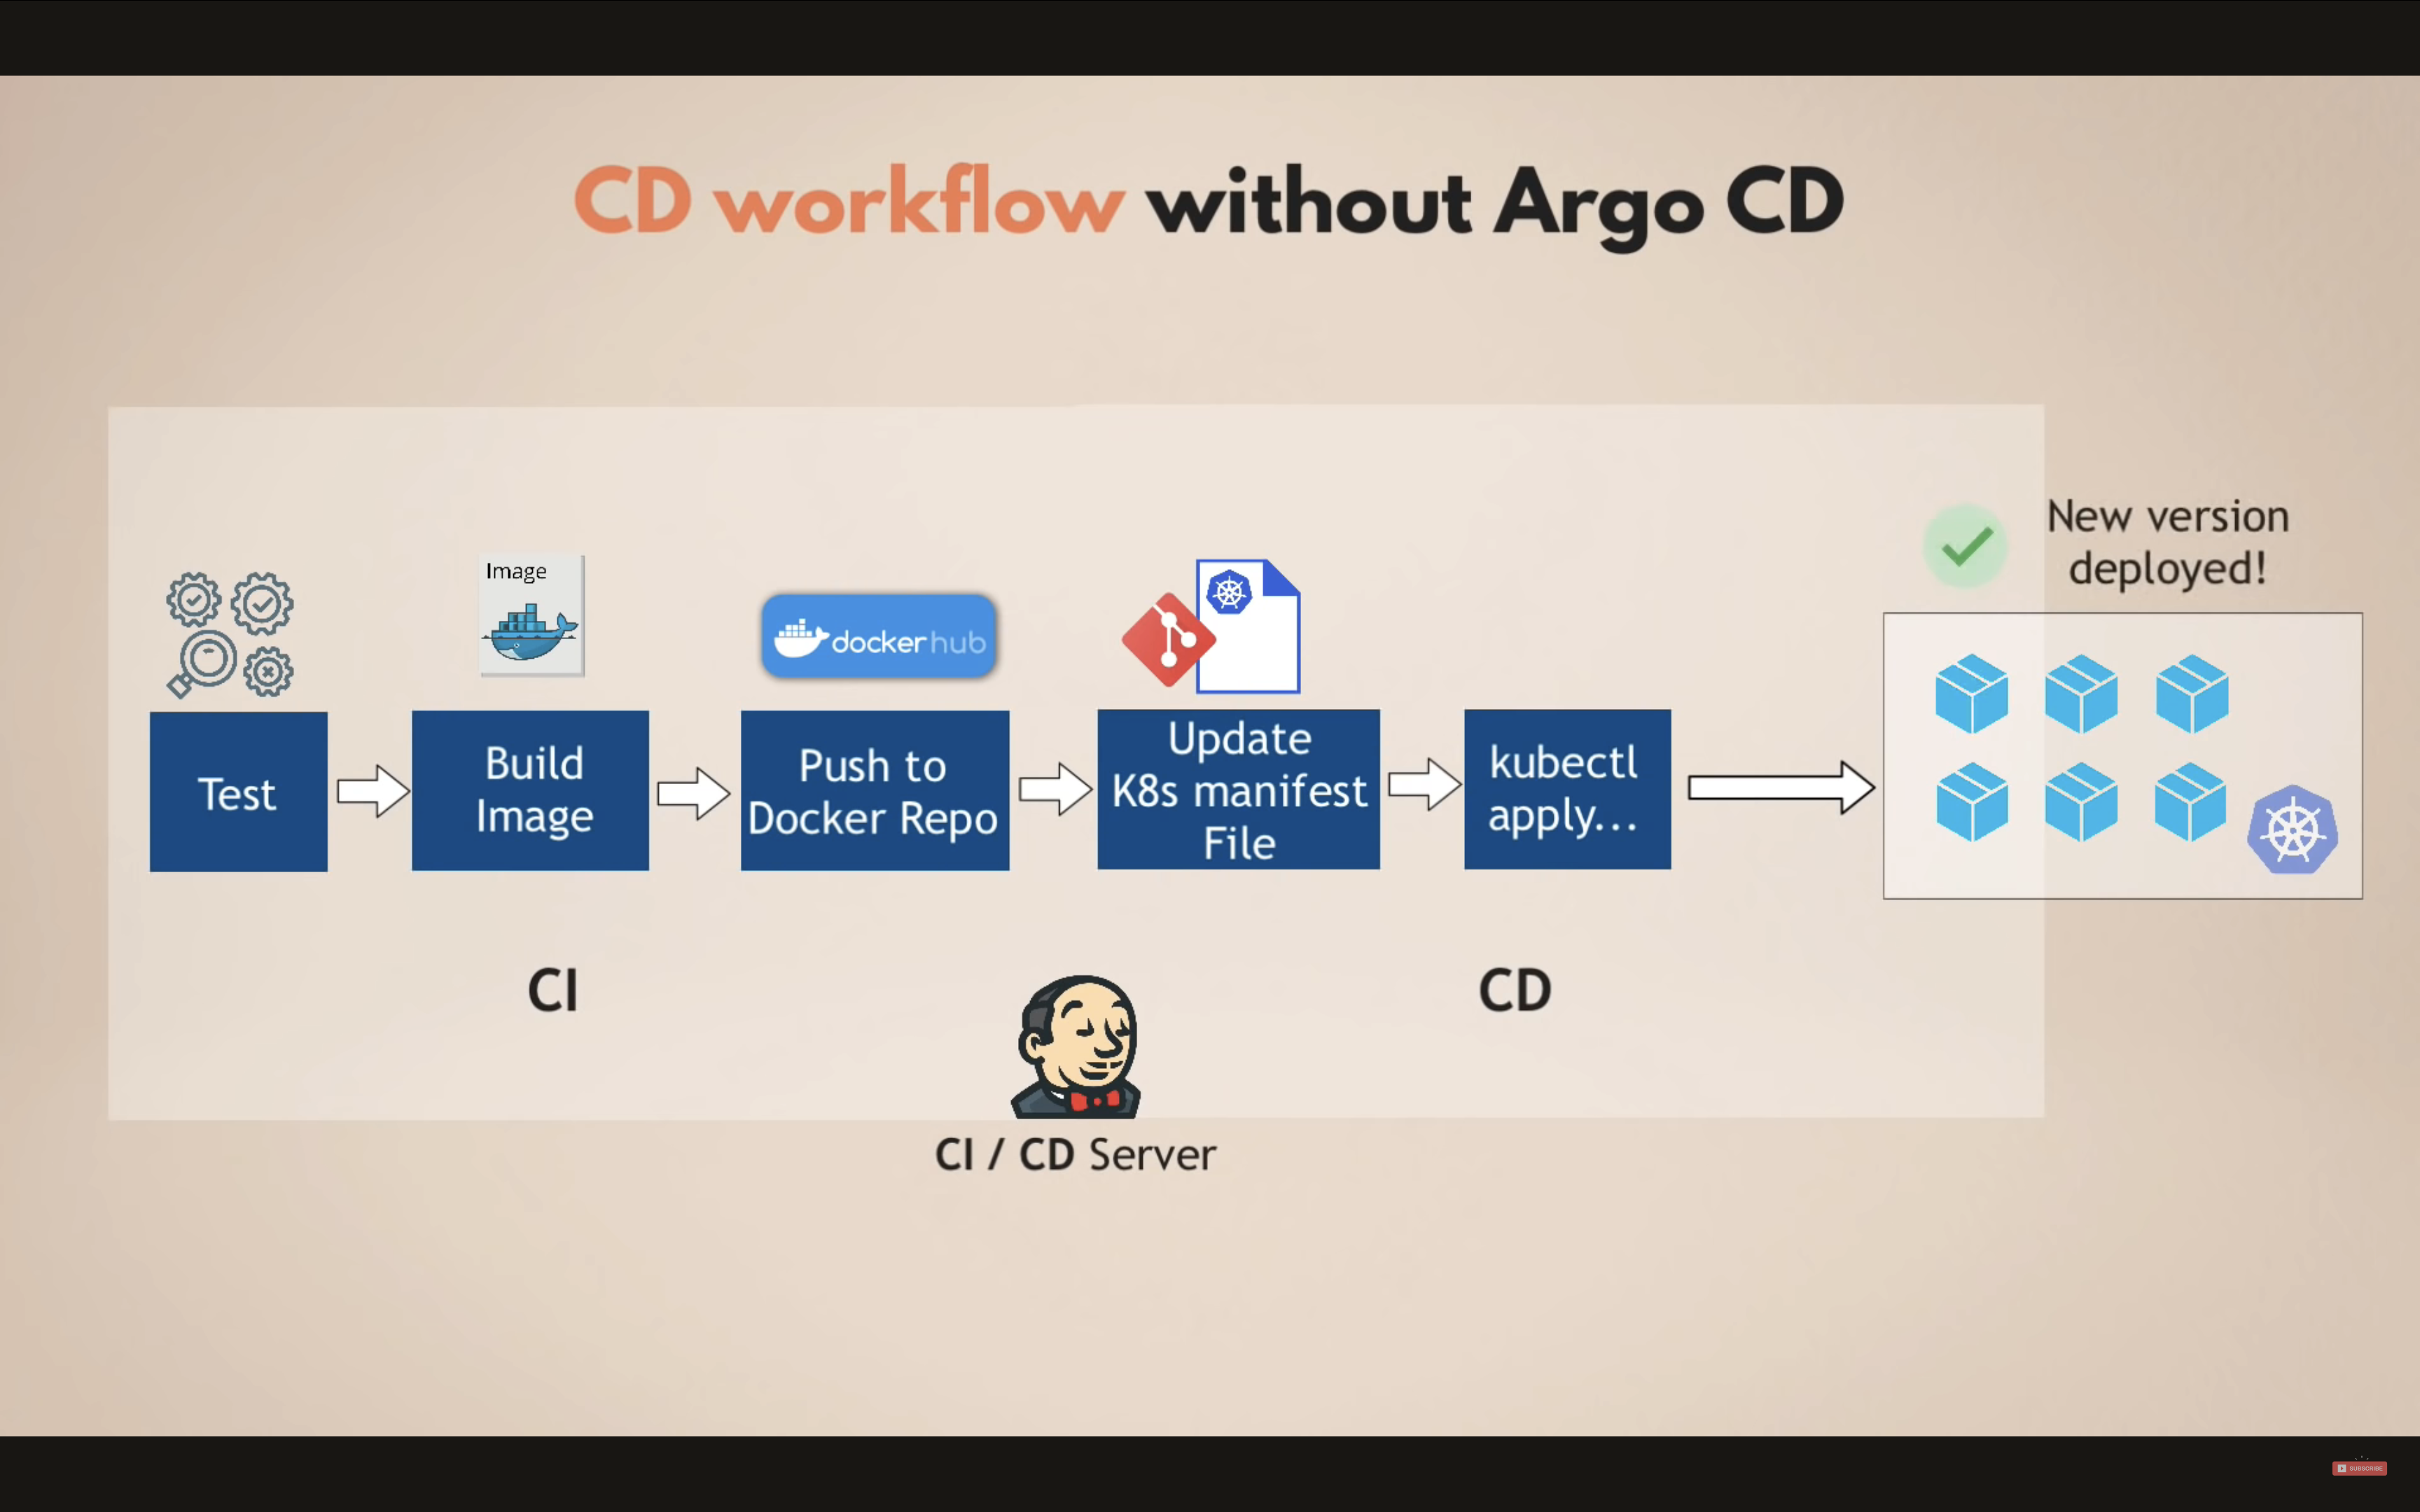 CD workflow without Argo CD
New version
deployed!
Image
docker hub
Test
Build
Image
Push to
Docker Repo
Update
K8s manifest
File
kubectl
apply...
CI
CD
CI / CD Server
SUBSCRIBE